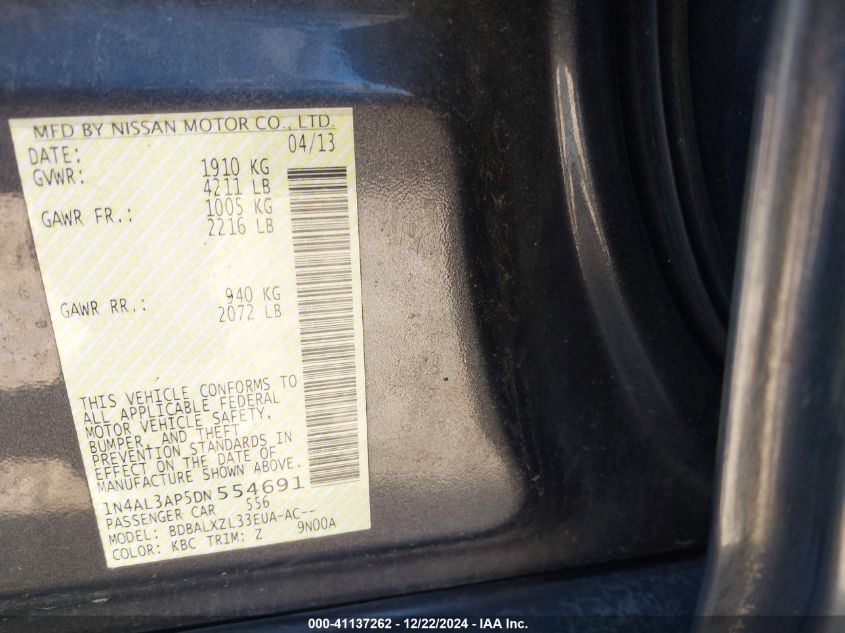 MFD BY NISSAN MOTOR CO., LTD.
DATE: 04/13
GVWR: 1910 KG
4211 LB
GAWR FR.: 1005 KG
2216 LB
GAWR RR.: 940 KG
2072 LB
THIS VEHICLE CONFORMS TO
ALL APPLICABLE FEDERAL
MOTOR VEHICLE SAFETY,
BUMPER, AND THEFT
PREVENTION STANDARDS IN
EFFECT ON THE DATE OF
MANUFACTURE SHOWN ABOVE.
1N4AL3AP5DN554691
PASSENGER CAR 556
MODEL: BDBALXZL33EUA-AC--
COLOR: KBC TRIM: Z 9N00A
000-41137262 - 12/22/2024 - IAA Inc.